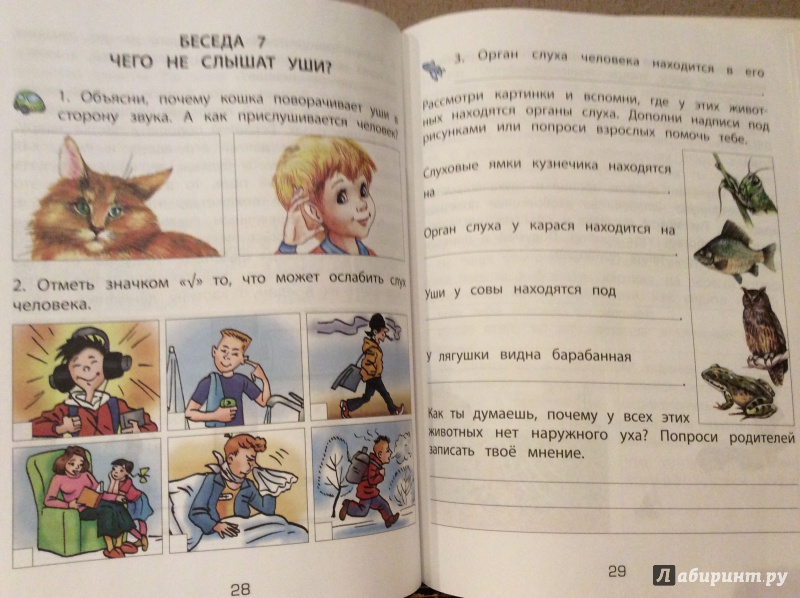 БЕСЕДА 7
ЧЕГО НЕ СЛЫШАТ УШИ?
1. Объясни, почему кошка поворачивает уши в
сторону звука. А как прислушивается человек?
2. Отметь значком «√» то, что может ослабить слух
человека.
28
3. Орган слуха человека находится в его
.
Рассмотри картинки и вспомни, где у этих живот-
ных находятся органы слуха. Дополни надписи под
рисунками или попроси взрослых помочь тебе.
Слуховые ямки кузнечика находятся
на .
Орган слуха у карася находится на
.
Уши у совы находятся под
.
У лягушки видна барабанная
.
Как ты думаешь, почему у всех этих
животных нет наружного уха? Попроси родителей
записать твоё мнение.
29
Лабиринт.ру